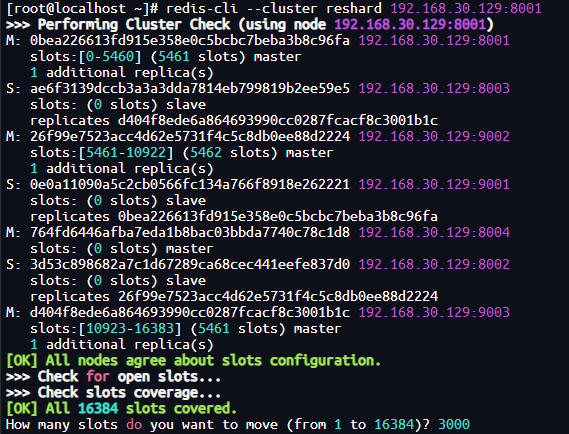 [root@localhost ~]# redis-cli --cluster reshard 192.168.30.129:8001
>>> Performing Cluster Check (using node 192.168.30.129:8001)
M: 0bea226613fd915e358e0c5bcbc7beba3b8c96fa 192.168.30.129:8001
   slots:[0-5460] (5461 slots) master
   1 additional replica(s)
S: ae6f3139dccb3a3a3dda7814eb799819b2ee59e5 192.168.30.129:8003
   slots: (0 slots) slave
   replicates d404f8ede6a864693990cc0287fcacf8c3001b1c
M: 26f99e7523acc4d62e5731f4c5c8db0ee88d2224 192.168.30.129:9002
   slots:[5461-10922] (5462 slots) master
   1 additional replica(s)
S: 0e0a11090a5c2cb0566fc134a766f8918e262221 192.168.30.129:9001
   slots: (0 slots) slave
   replicates 0bea226613fd915e358e0c5bcbc7beba3b8c96fa
M: 764fd6446afba7eda1b8bac03bbda7740c78c1d8 192.168.30.129:8004
   slots: (0 slots) master
S: 3d53c898682a7c1d67289ca68cec441eefe837d0 192.168.30.129:8002
   slots: (0 slots) slave
   replicates 26f99e7523acc4d62e5731f4c5c8db0ee88d2224
M: d404f8ede6a864693990cc0287fcacf8c3001b1c 192.168.30.129:9003
   slots:[10923-16383] (5461 slots) master
   1 additional replica(s)
[OK] All nodes agree about slots configuration.
>>> Check for open slots...
>>> Check slots coverage...
[OK] All 16384 slots covered.
How many slots do you want to move (from 1 to 16384)? 3000